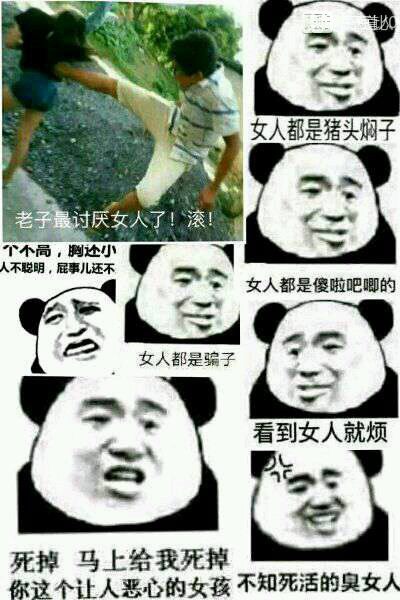 女人都是猪头焖子
老子最讨厌女人了！滚！
个不高，胸还小
人不聪明，屁事儿还不
女人都是傻啦吧唧的
女人都是骗子
看到女人就烦
死掉 马上给我死掉
你这个让人恶心的女孩
不知死活的臭女人